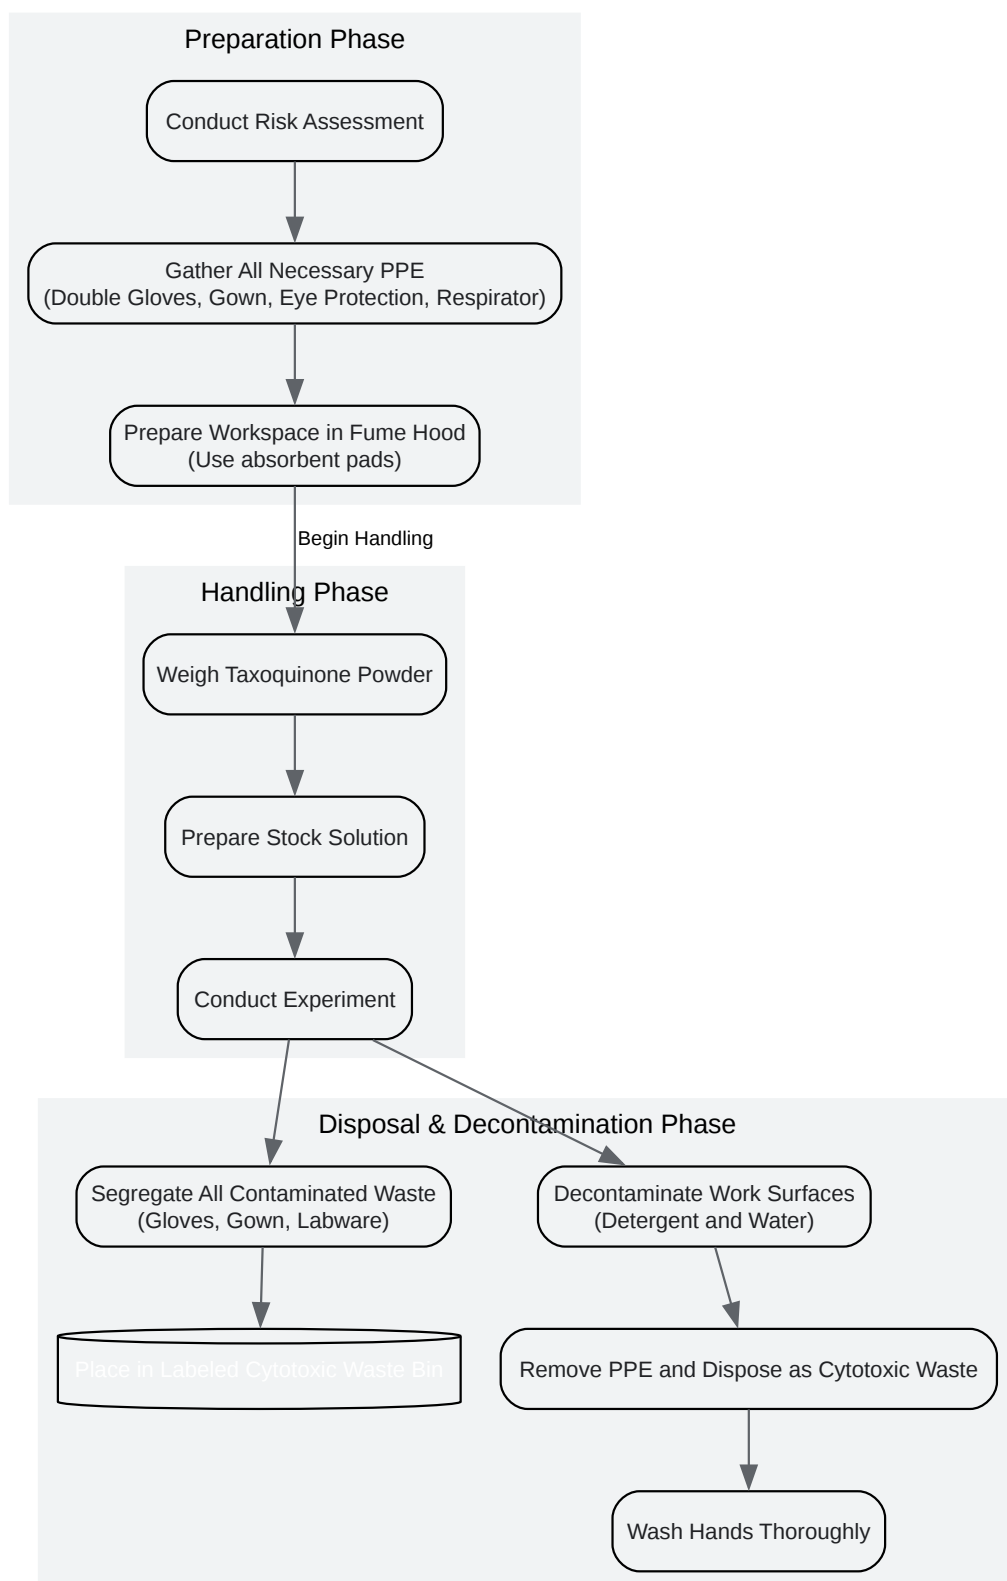 Preparation Phase
Conduct Risk Assessment
Gather All Necessary PPE
(Double Gloves, Gown, Eye Protection, Respirator)
Prepare Workspace in Fume Hood
(Use absorbent pads)
Begin Handling
Handling Phase
Weigh Taxoquinone Powder
Prepare Stock Solution
Conduct Experiment
Disposal & Decontamination Phase
Segregate All Contaminated Waste
(Gloves, Gown, Labware)
Decontaminate Work Surfaces
(Detergent and Water)
Place in Labeled Cytotoxic Waste Bin
Remove PPE and Dispose as Cytotoxic Waste
Wash Hands Thoroughly